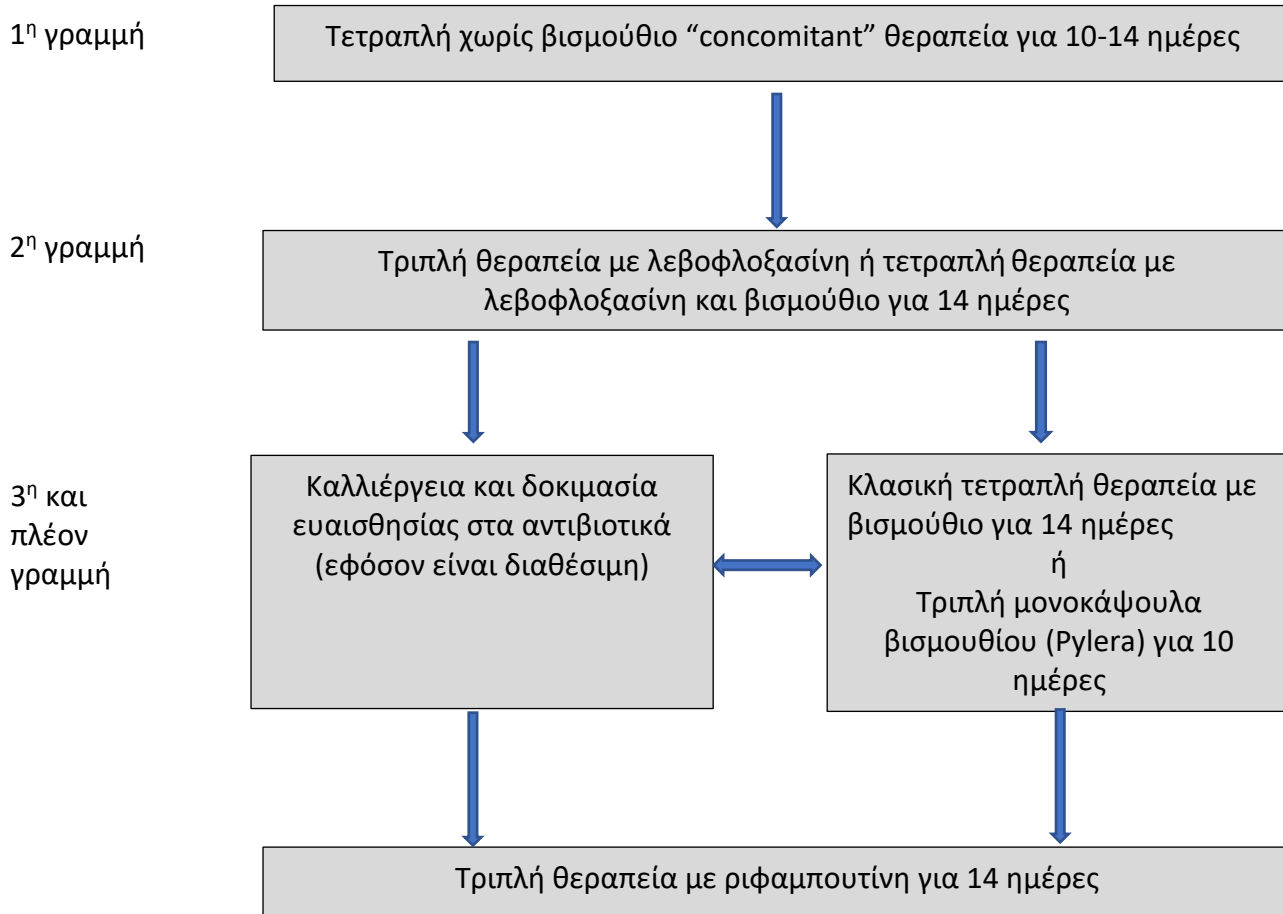 1η γραμμή
Τετραπλή χωρίς βισμούθιο “concomitant” θεραπεία για 10-14 ημέρες
2η γραμμή
Τριπλή θεραπεία με λεβοφλοξασίνη ή τετραπλή θεραπεία με
λεβοφλοξασίνη και βισμούθιο για 14 ημέρες
3η και
πλέον
γραμμή
Καλλιέργεια και δοκιμασία
ευαισθησίας στα αντιβιοτικά
(εφόσον είναι διαθέσιμη)
Κλασική τετραπλή θεραπεία με
βισμούθιο για 14 ημέρες
ή
Τριπλή μονοκάψουλα
βισμουθίου (Pylera) για 10
ημέρες
Τριπλή θεραπεία με ριφαμπουτίνη για 14 ημέρες